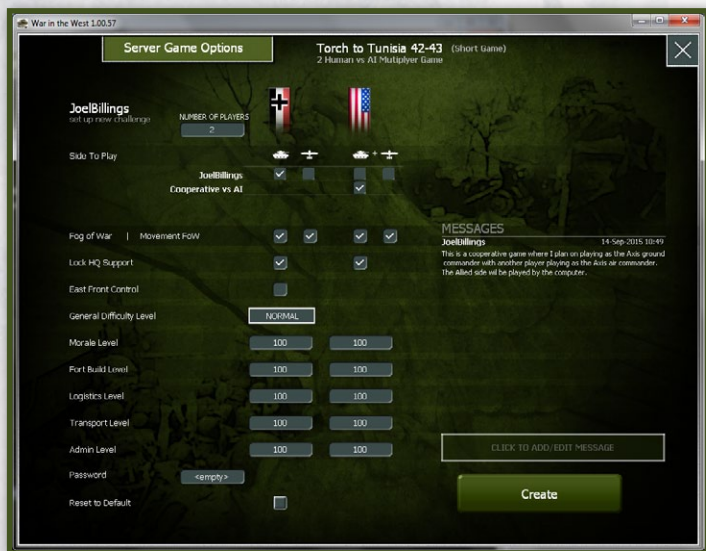 War in the West 1.00.57
Server Game Options
Torch to Tunisia 42-43 (Short Game)
2 Human vs AI Mutiplyer Game
JoelBillings
set up new challenge
NUMBER OF PLAYERS
2
Side To Play
+
JoelBillings
Cooperative vs AI
Fog of War | Movement FoW
Lock HQ Support
East Front Control
General Difficulty Level NORMAL
Morale Level 100 100
Fort Build Level 100 100
Logistics Level 100 100
Transport Level 100 100
Admin Level 100 100
Password <empty>
Reset to Default
MESSAGES
JoelBillings 14-Sep-2015 10:49
This is a cooperative game where I plan on playing as the Axis ground
commander with another player playing as the Axis air commander.
The Allied side wil be played by the computer.
CLICK TO ADD/EDIT MESSAGE
Create